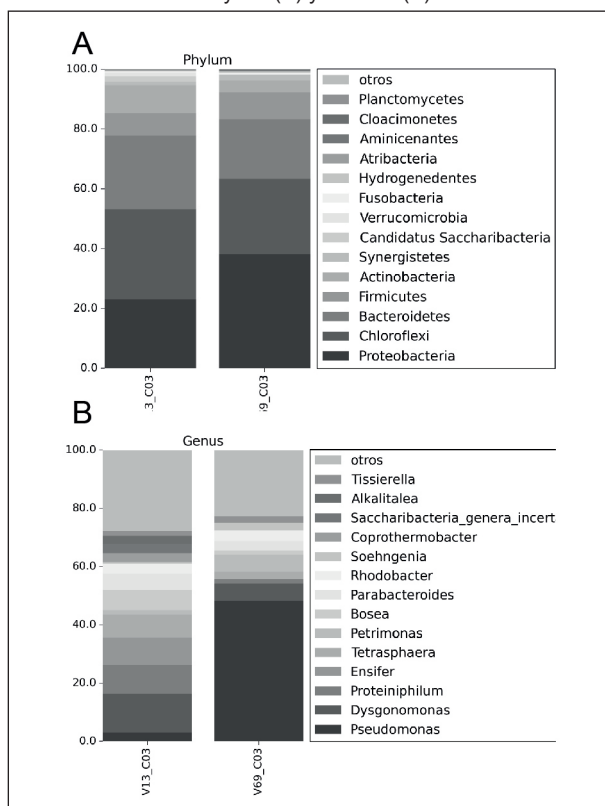 A
Phylum
100.0
80.0
60.0
40.0
20.0
0.0
otros
Planctomycetes
Cloacimonetes
Aminicenantes
Atribacteria
Hydrogenedentes
Fusobacteria
Verrucomicrobia
Candidatus Saccharibacteria
Synergistetes
Actinobacteria
Firmicutes
Bacteroidetes
Chloroflexi
Proteobacteria
3_C03
9_C03
B
Genus
100.0
80.0
60.0
40.0
20.0
0.0
otros
Tissierella
Alkalitalea
Saccharibacteria_genera_incert
Coprothermobacter
Soehngenia
Rhodobacter
Parabacteroides
Bosea
Petrimonas
Tetrasphaera
Ensifer
Proteiniphilum
Dysgonomonas
Pseudomonas
V13_C03
V69_C03